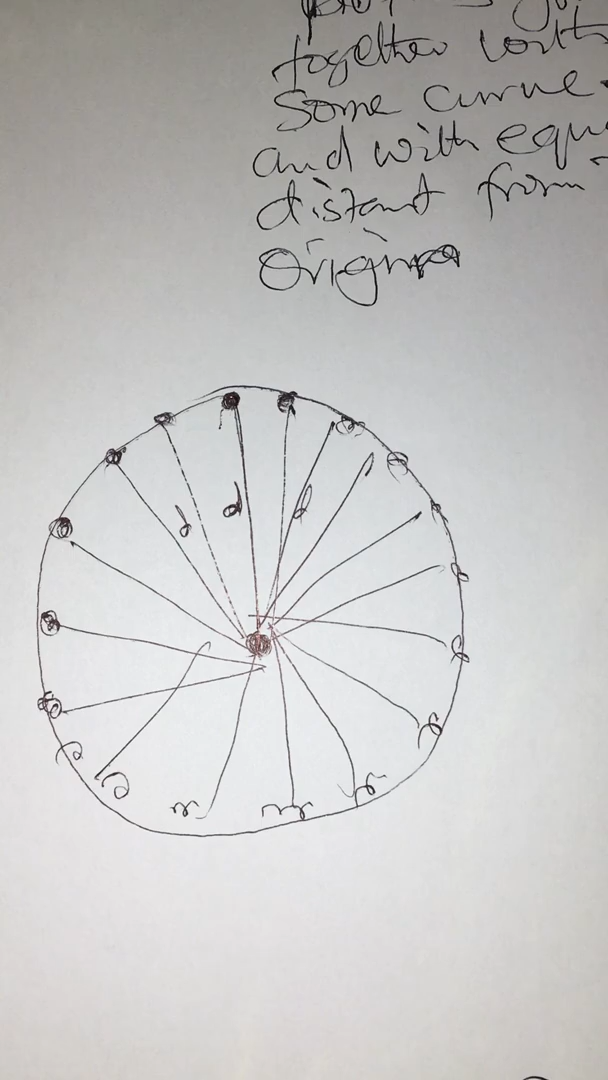 together with
Some curve
and with equ
distant from
Origin
d
d
d